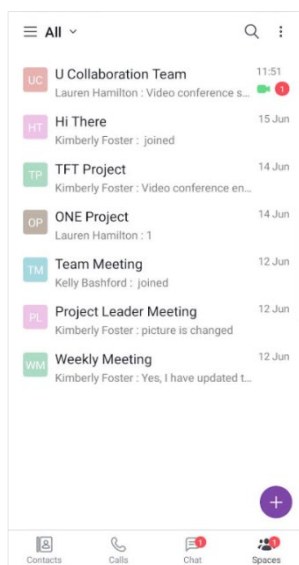 All
UC U Collaboration Team 11:51
Lauren Hamilton : Video conference s... 1
HT Hi There 15 Jun
Kimberly Foster : joined
TP TFT Project 14 Jun
Kimberly Foster : Video conference en...
OP ONE Project 14 Jun
Lauren Hamilton : 1
TM Team Meeting 12 Jun
Kelly Bashford : joined
PL Project Leader Meeting 12 Jun
Kimberly Foster : picture is changed
WM Weekly Meeting 12 Jun
Kimberly Foster : Yes, I have updated t...
1 1
Contacts Calls Chat Spaces